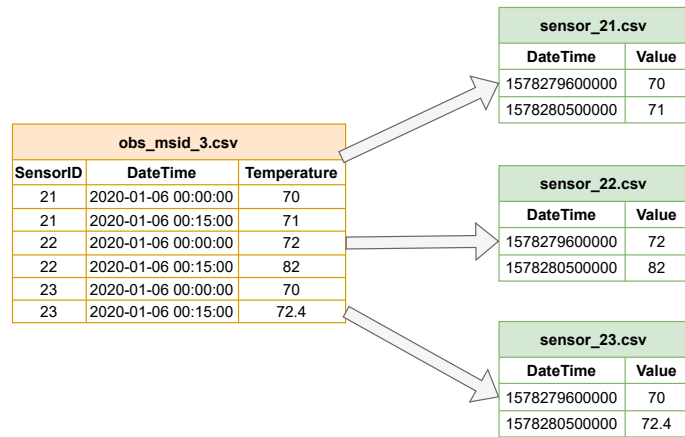 obs_msid_3.csv
SensorID DateTime Temperature
21 2020-01-06 00:00:00 70
21 2020-01-06 00:15:00 71
22 2020-01-06 00:00:00 72
22 2020-01-06 00:15:00 82
23 2020-01-06 00:00:00 70
23 2020-01-06 00:15:00 72.4
sensor_21.csv
DateTime Value
1578279600000 70
1578280500000 71
sensor_22.csv
DateTime Value
1578279600000 72
1578280500000 82
sensor_23.csv
DateTime Value
1578279600000 70
1578280500000 72.4